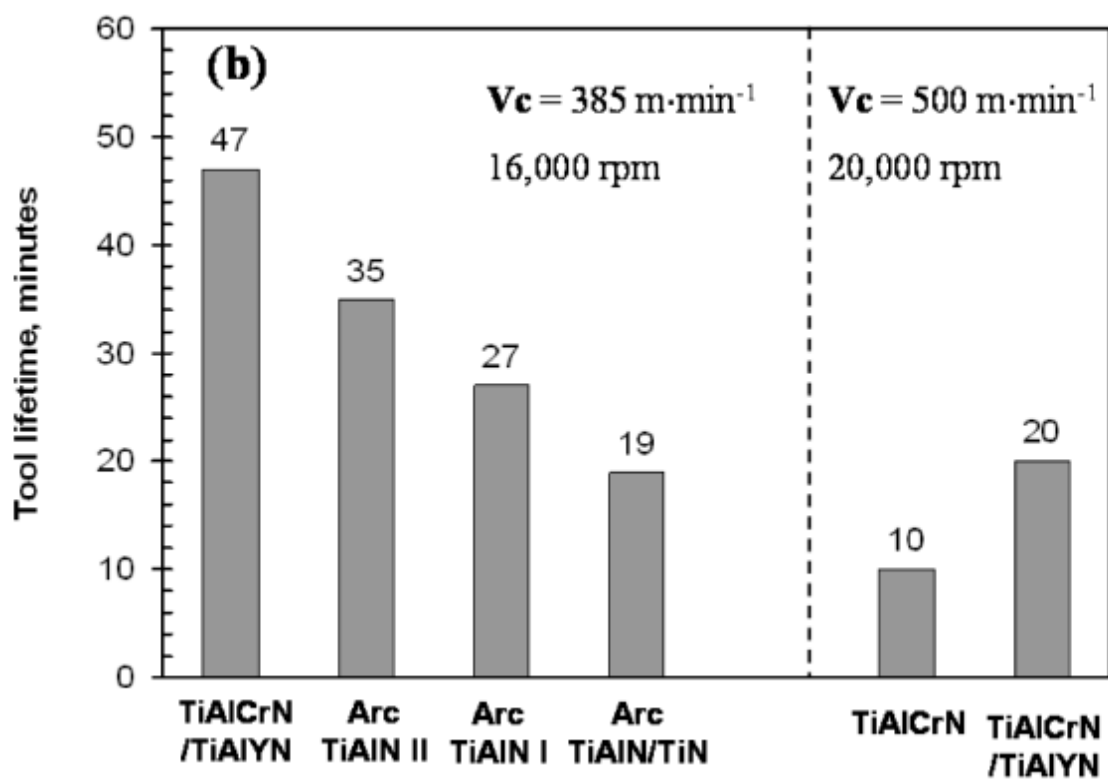 (b)
Vc = 385 m·min⁻¹
16,000 rpm
Vc = 500 m·min⁻¹
20,000 rpm
Tool lifetime, minutes
60
50
40
30
20
10
0
47
35
27
19
10
20
TiAlCrN
/TiAlYN
Arc
TiAlN II
Arc
TiAlN I
Arc
TiAlN/TiN
TiAlCrN
TiAlCrN
/TiAlYN